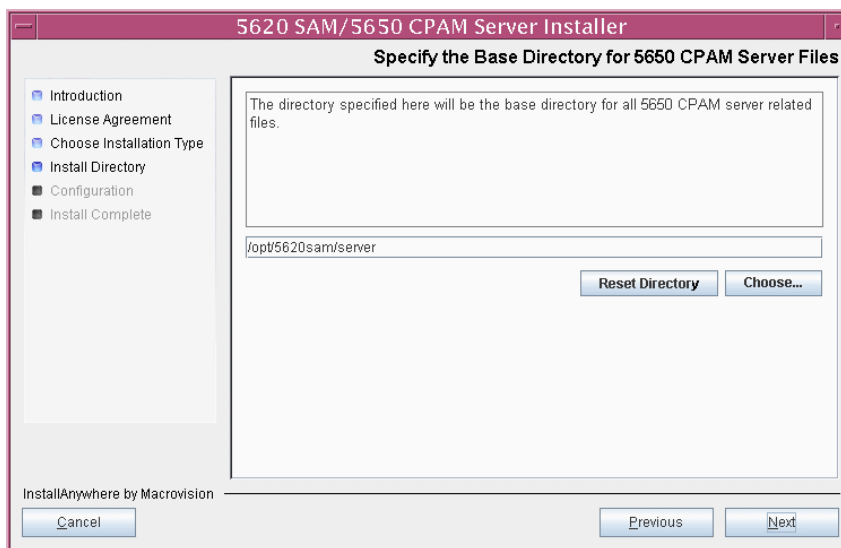 5620 SAM/5650 CPAM Server Installer
Specify the Base Directory for 5650 CPAM Server Files
Introduction
License Agreement
Choose Installation Type
Install Directory
Configuration
Install Complete
The directory specified here will be the base directory for all 5650 CPAM server related
files.
/opt/5620sam/server
Reset Directory
Choose...
InstallAnywhere by Macrovision
Cancel
Previous
Next